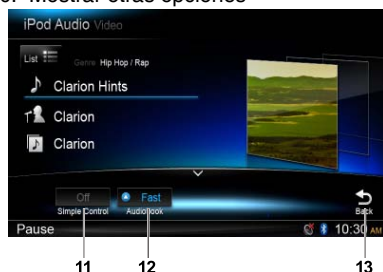 Mostrar otras opciones
iPod Audio Video
List Genre Hip Hop / Rap
Clarion Hints
Clarion
Clarion
Off Fast
Simple Control Audiobook Back
Pause 10:30 AM
11 12 13